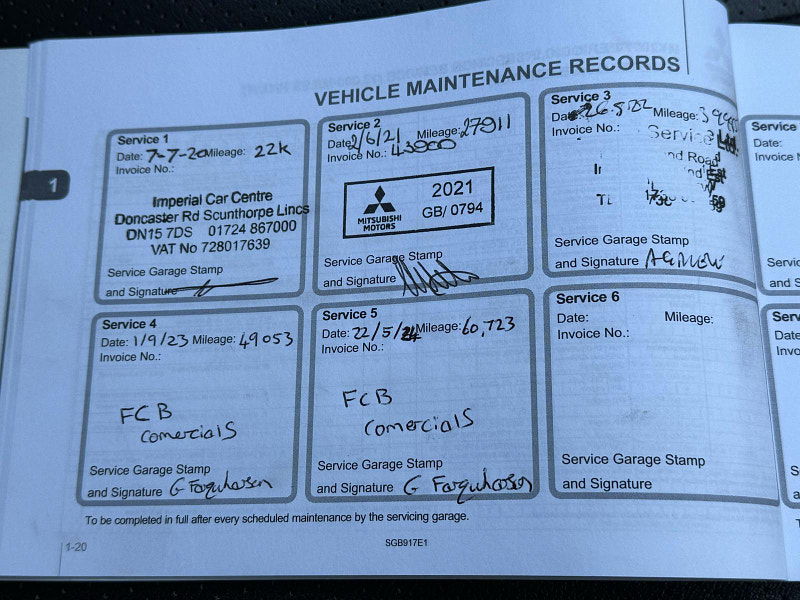 VEHICLE MAINTENANCE RECORDS
Service 1
Date: 7-7-20 Mileage: 22K
Invoice No.:
Imperial Car Centre
Doncaster Rd Scunthorpe Lincs
DN15 7DS 01724 867000
VAT No 728017639
Service Garage Stamp
and Signature
Service 2
Date: 2/6/21 Mileage: 27911
Invoice No.: 43900
MITSUBISHI
MOTORS
2021
GB/ 0794
Service Garage Stamp
and Signature
Service 3
Date: 26.5.22 Mileage:
Invoice No.:
Service Ltd
Road
Service Garage Stamp
and Signature
Service 4
Date: 1/9/23 Mileage: 49053
Invoice No.:
FCB
comercials
Service Garage Stamp
and Signature G Farquharson
Service 5
Date: 22/5/24 Mileage: 60,723
Invoice No.:
FCB
comercials
Service Garage Stamp
and Signature G Farquharson
Service 6
Date: Mileage:
Invoice No.:
Service Garage Stamp
and Signature
Service
Date:
Invoice N
To be completed in full after every scheduled maintenance by the servicing garage.
1-20
SGB917E1
1